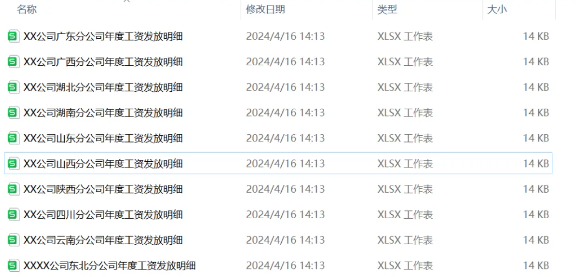 名称 修改日期 类型 大小
XX公司广东分公司年度工资发放明细 2024/4/16 14:13 XLSX 工作表 14 KB
XX公司广西分公司年度工资发放明细 2024/4/16 14:13 XLSX 工作表 14 KB
XX公司湖北分公司年度工资发放明细 2024/4/16 14:13 XLSX 工作表 14 KB
XX公司湖南分公司年度工资发放明细 2024/4/16 14:13 XLSX 工作表 14 KB
XX公司山东分公司年度工资发放明细 2024/4/16 14:13 XLSX 工作表 14 KB
XX公司山西分公司年度工资发放明细 2024/4/16 14:13 XLSX 工作表 14 KB
XX公司陕西分公司年度工资发放明细 2024/4/16 14:13 XLSX 工作表 14 KB
XX公司四川分公司年度工资发放明细 2024/4/16 14:13 XLSX 工作表 14 KB
XX公司云南分公司年度工资发放明细 2024/4/16 14:13 XLSX 工作表 14 KB
XXXX公司东北分公司年度工资发放明细 2024/4/16 14:13 XLSX 工作表 14 KB